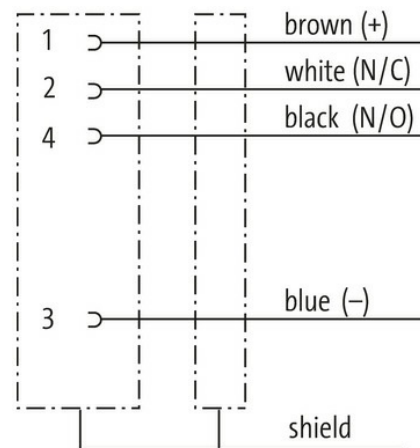 1 brown (+)
2 white (N/C)
4 black (N/O)
3 blue (–)
shield